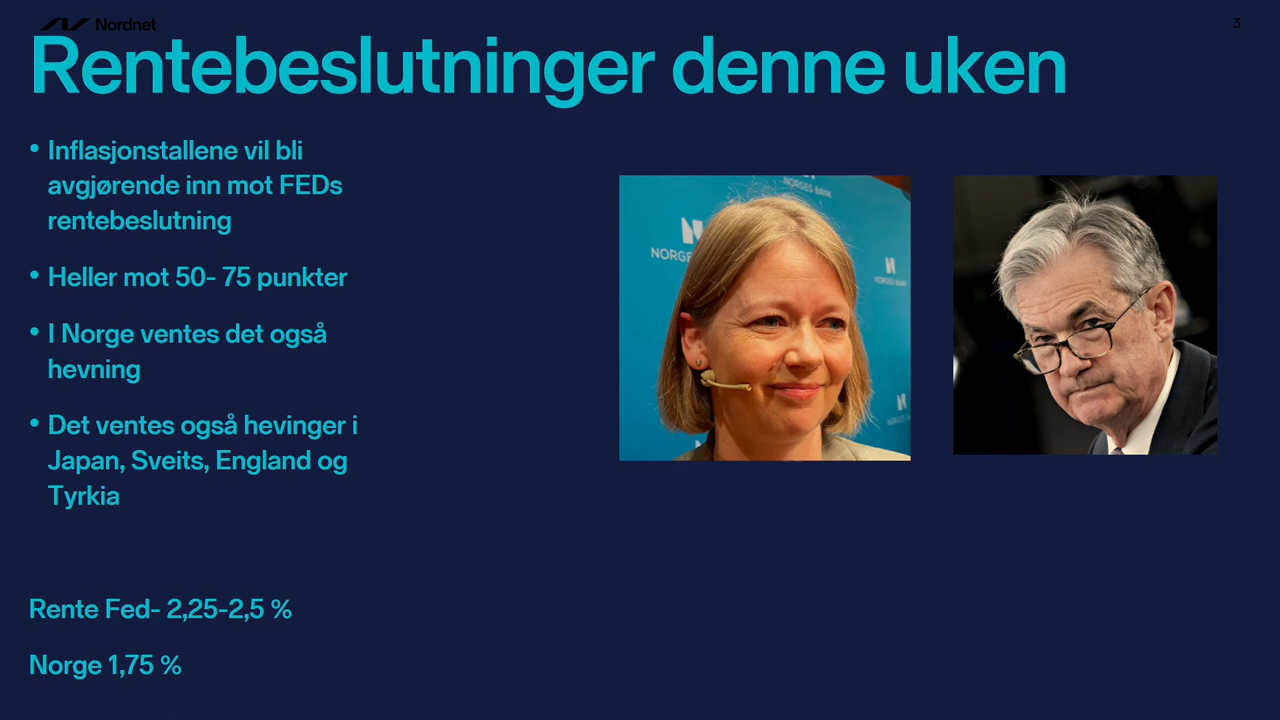 Nordnet
3
Rentebeslutninger denne uken
• Inflasjonstallene vil bli
avgjørende inn mot FEDs
rentebeslutning
• Heller mot 50- 75 punkter
• I Norge ventes det også
hevning
• Det ventes også hevinger i
Japan, Sveits, England og
Tyrkia
Rente Fed- 2,25-2,5 %
Norge 1,75 %
NORGES BANK
NORGE
NORGES BANK